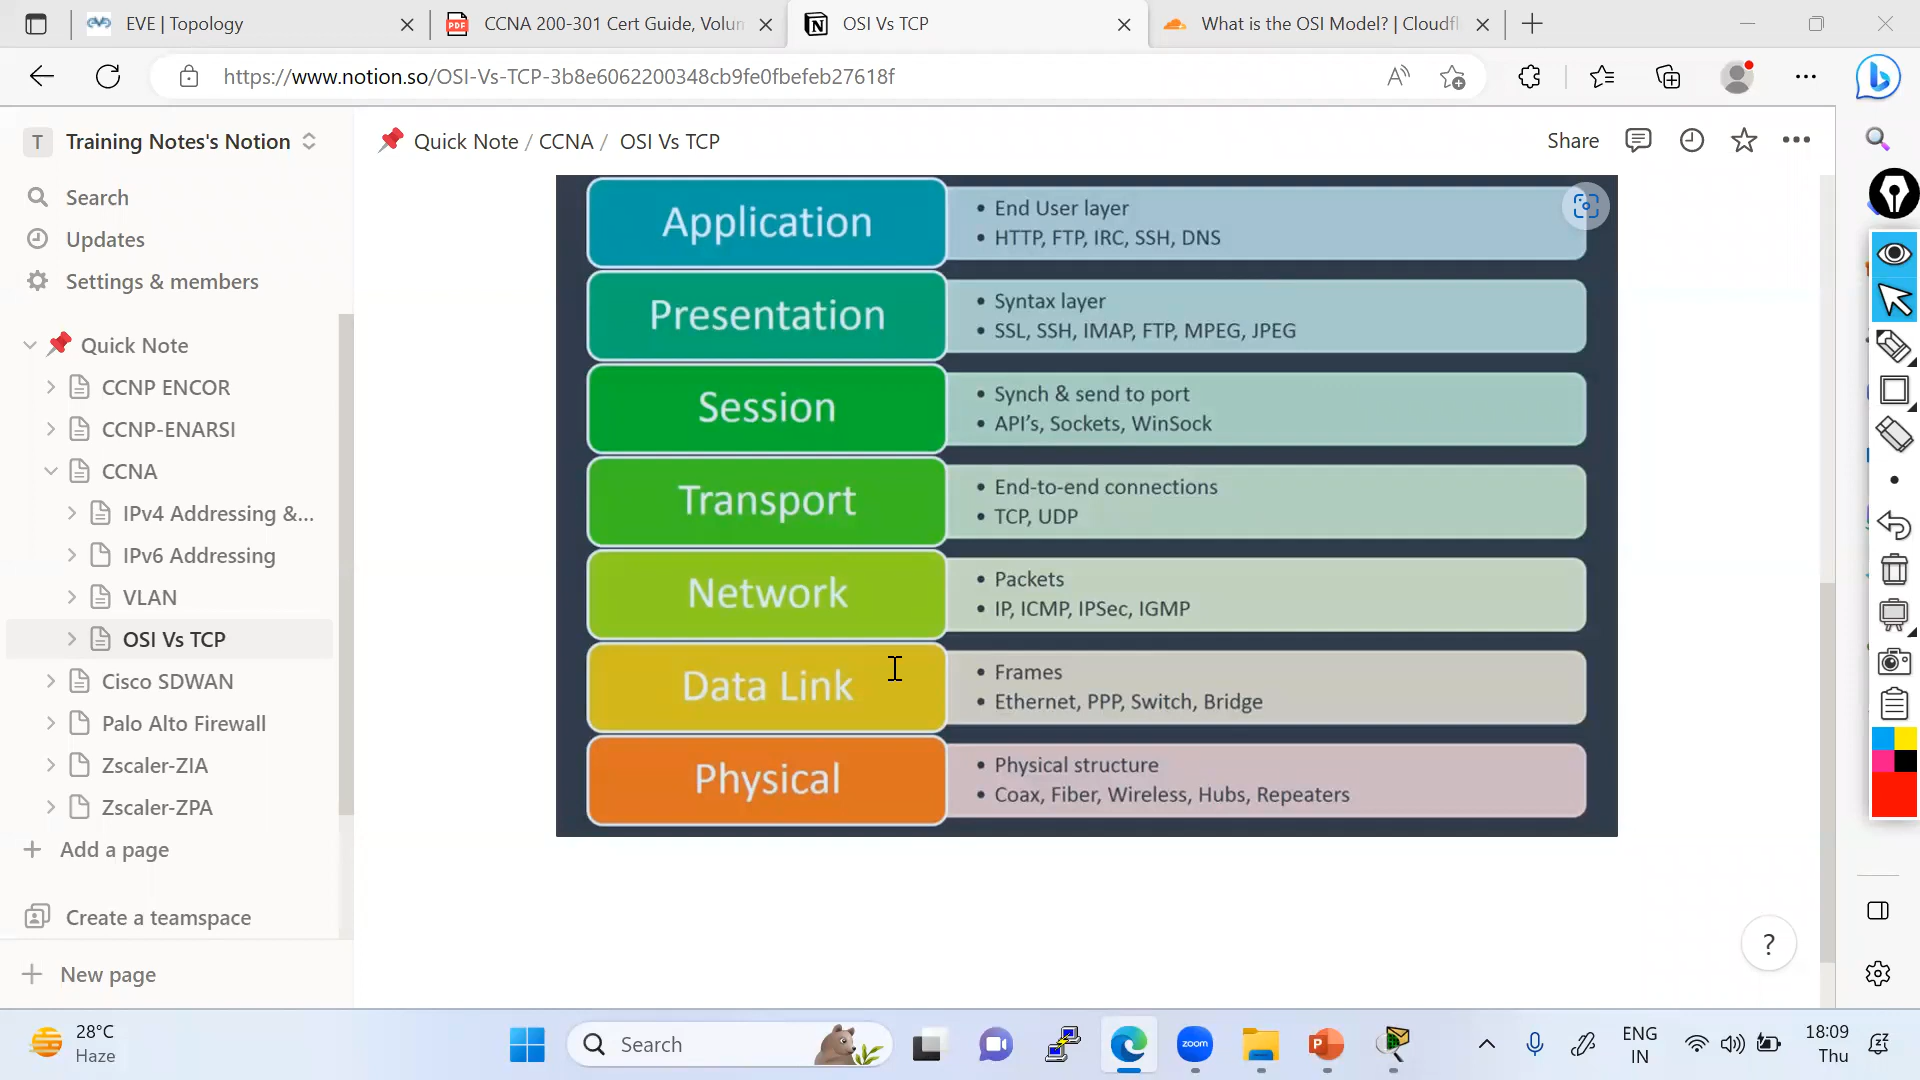 EVE | Topology
CCNA 200-301 Cert Guide, Volun
OSI Vs TCP
What is the OSI Model? | Cloudfl
https://www.notion.so/OSI-Vs-TCP-3b8e6062200348cb9fe0fbefeb27618f
T Training Notes's Notion
Quick Note / CCNA / OSI Vs TCP
Share
Search
Updates
Settings & members
Quick Note
CCNP ENCOR
CCNP-ENARSI
CCNA
IPv4 Addressing &...
IPv6 Addressing
VLAN
OSI Vs TCP
Cisco SDWAN
Palo Alto Firewall
Zscaler-ZIA
Zscaler-ZPA
Add a page
Create a teamspace
New page
Application
• End User layer
• HTTP, FTP, IRC, SSH, DNS
Presentation
• Syntax layer
• SSL, SSH, IMAP, FTP, MPEG, JPEG
Session
• Synch & send to port
• API's, Sockets, WinSock
Transport
• End-to-end connections
• TCP, UDP
Network
• Packets
• IP, ICMP, IPSec, IGMP
Data Link
• Frames
• Ethernet, PPP, Switch, Bridge
Physical
• Physical structure
• Coax, Fiber, Wireless, Hubs, Repeaters
?
28°C
Haze
Search
zoom
ENG
IN
18:09
Thu